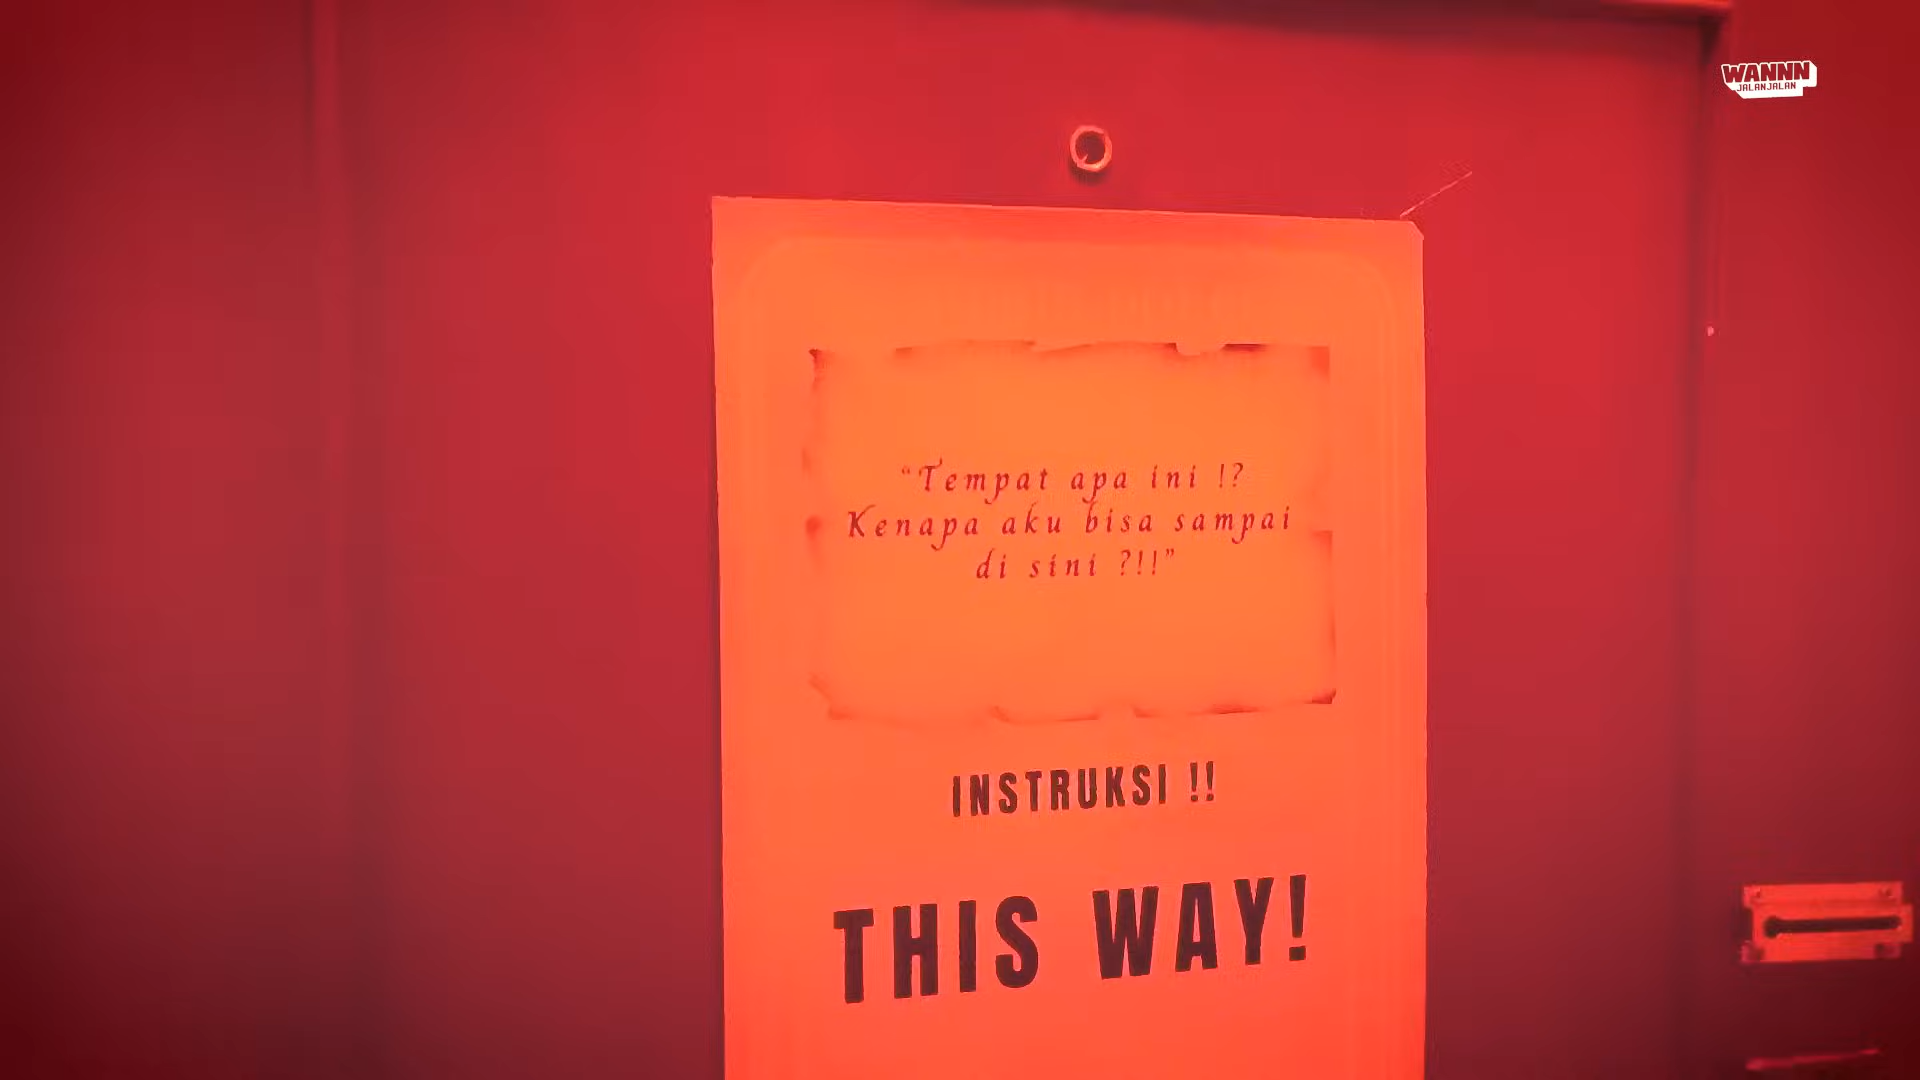 WANNN
JALANJALAN
“Tempat apa ini !?
Kenapa aku bisa sampai
di sini ?!!”
INSTRUKSI !!
THIS WAY!